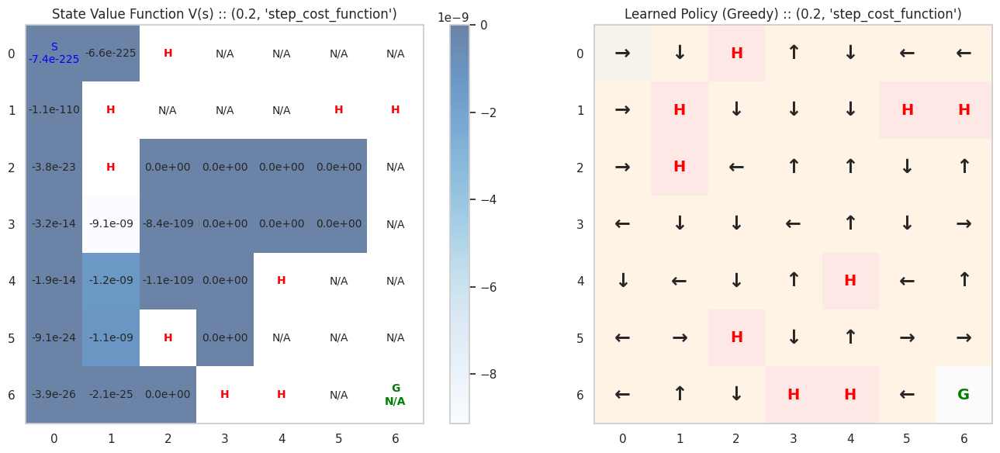 State Value Function V(s) :: (0.2, 'step_cost_function')
1e−9
S
0 -7.4e-225 -6.6e-225 H N/A N/A N/A N/A
1 -1.1e-110 H N/A N/A N/A H H
2 -3.8e-23 H 0.0e+00 0.0e+00 0.0e+00 0.0e+00 N/A
3 -3.2e-14 -9.1e-09 -8.4e-109 0.0e+00 0.0e+00 0.0e+00 N/A
4 -1.9e-14 -1.2e-09 -1.1e-109 0.0e+00 H N/A N/A
5 -9.1e-24 -1.1e-09 H 0.0e+00 N/A N/A N/A
G
6 -3.9e-26 -2.1e-25 0.0e+00 H H N/A N/A
0 1 2 3 4 5 6
0
−2
−4
−6
−8
Learned Policy (Greedy) :: (0.2, 'step_cost_function')
0 → ↓ H ↑ ↓ ← ←
1 → H ↓ ↓ ↓ H H
2 → H ← ↑ ↑ ↓ ↑
3 ← ↓ ↓ ← ↑ ↓ →
4 ↓ ← ↓ ↑ H ← ↑
5 ← → H ↓ ↑ → →
6 ← ↑ ↓ H H ← G
0 1 2 3 4 5 6